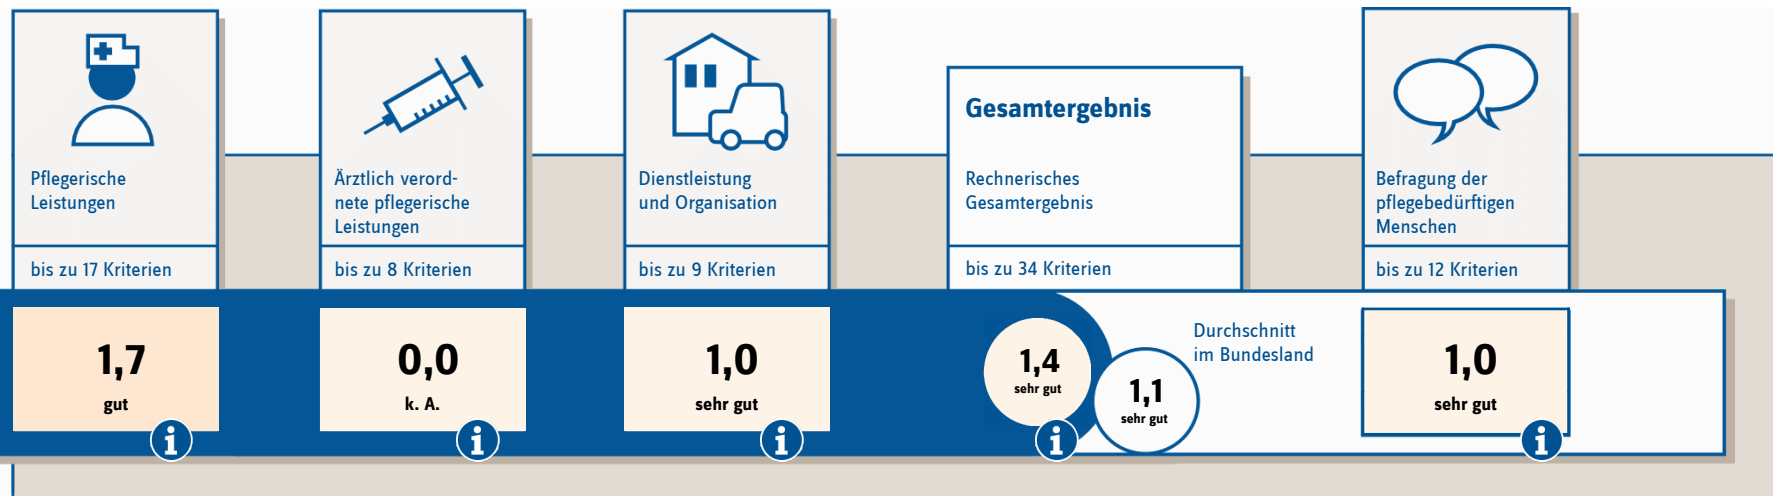 Pflegerische
Leistungen
bis zu 17 Kriterien
1,7
gut
Ärztlich verord-
nete pflegerische
Leistungen
bis zu 8 Kriterien
0,0
k. A.
Dienstleistung
und Organisation
bis zu 9 Kriterien
1,0
sehr gut
Gesamtergebnis
Rechnerisches
Gesamtergebnis
bis zu 34 Kriterien
1,4
sehr gut
1,1
sehr gut
Durchschnitt
im Bundesland
Befragung der
pflegebedürftigen
Menschen
bis zu 12 Kriterien
1,0
sehr gut